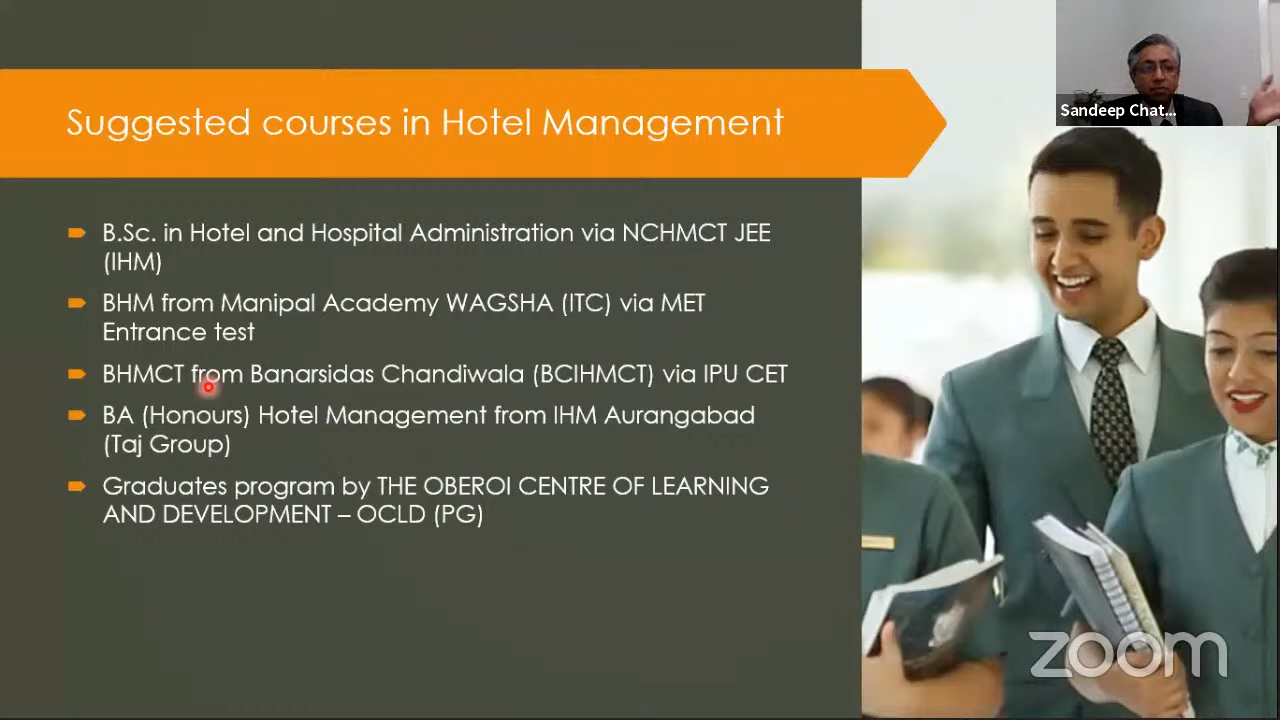 Suggested courses in Hotel Management
Sandeep Chat...
B.Sc. in Hotel and Hospital Administration via NCHMCT JEE
(IHM)
BHM from Manipal Academy WAGSHA (ITC) via MET
Entrance test
BHMCT from Banarsidas Chandiwala (BCIHMCT) via IPU CET
BA (Honours) Hotel Management from IHM Aurangabad
(Taj Group)
Graduates program by THE OBEROI CENTRE OF LEARNING
AND DEVELOPMENT – OCLD (PG)
zoom